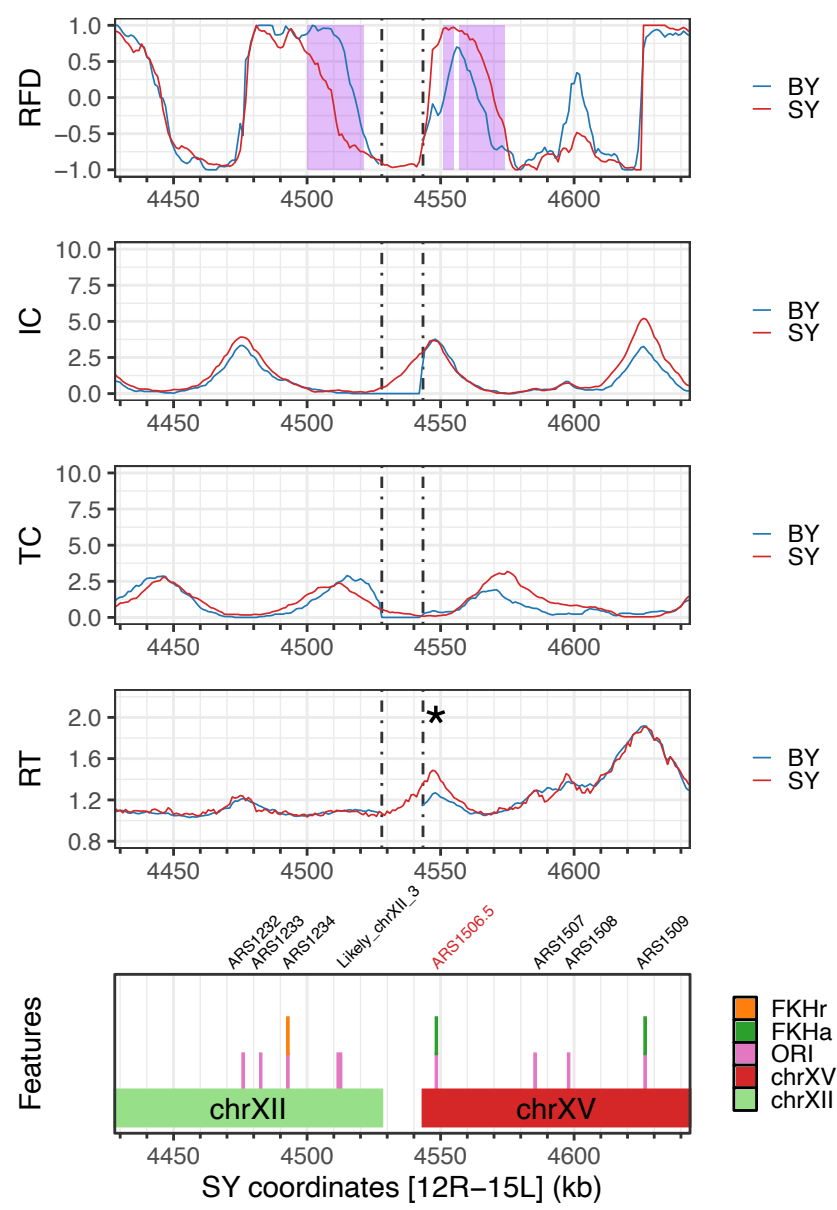 RFD
1.0
0.5
0.0
−0.5
−1.0
4450 4500 4550 4600
BY
SY
IC
10.0
7.5
5.0
2.5
0.0
4450 4500 4550 4600
BY
SY
TC
10.0
7.5
5.0
2.5
0.0
4450 4500 4550 4600
BY
SY
RT
2.0
1.6
1.2
0.8
*
4450 4500 4550 4600
BY
SY
ARS1232
ARS1233
ARS1234
Likely_chrXII_3
ARS1506.5
ARS1507
ARS1508
ARS1509
Features
chrXII chrXV
FKHr
FKHa
ORI
chrXV
chrXII
4450 4500 4550 4600
SY coordinates [12R−15L] (kb)